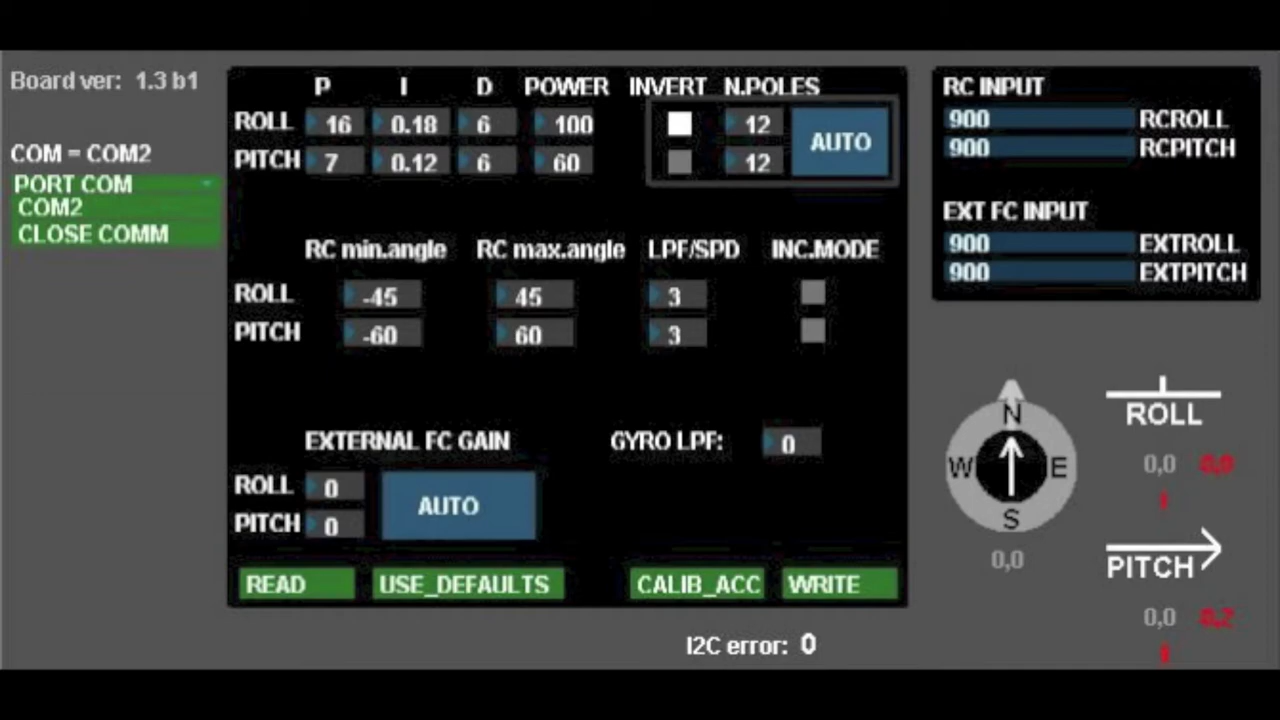 Board ver: 1.3 b1
COM = COM2
PORT COM
COM2
CLOSE COMM
P I D POWER INVERT N.POLES
ROLL 16 0.18 6 100 12
PITCH 7 0.12 6 60 12
AUTO
RC min.angle RC max.angle LPF/SPD INC.MODE
ROLL -45 45 3
PITCH -60 60 3
EXTERNAL FC GAIN GYRO LPF: 0
ROLL 0
PITCH 0
AUTO
READ USE_DEFAULTS CALIB_ACC WRITE
I2C error: 0
RC INPUT
900 RCROLL
900 RCPITCH
EXT FC INPUT
900 EXTROLL
900 EXTPITCH
N
W E
S
0,0
ROLL
0,0 0,0
PITCH
0,0 0,2